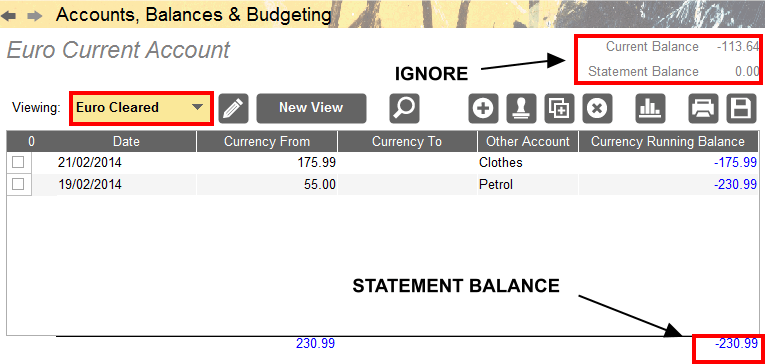 Accounts, Balances & Budgeting
Euro Current Account
Current Balance -113.64
IGNORE
Statement Balance 0.00
Viewing: Euro Cleared New View
0 Date Currency From Currency To Other Account Currency Running Balance
21/02/2014 175.99 Clothes -175.99
19/02/2014 55.00 Petrol -230.99
STATEMENT BALANCE
230.99 -230.99